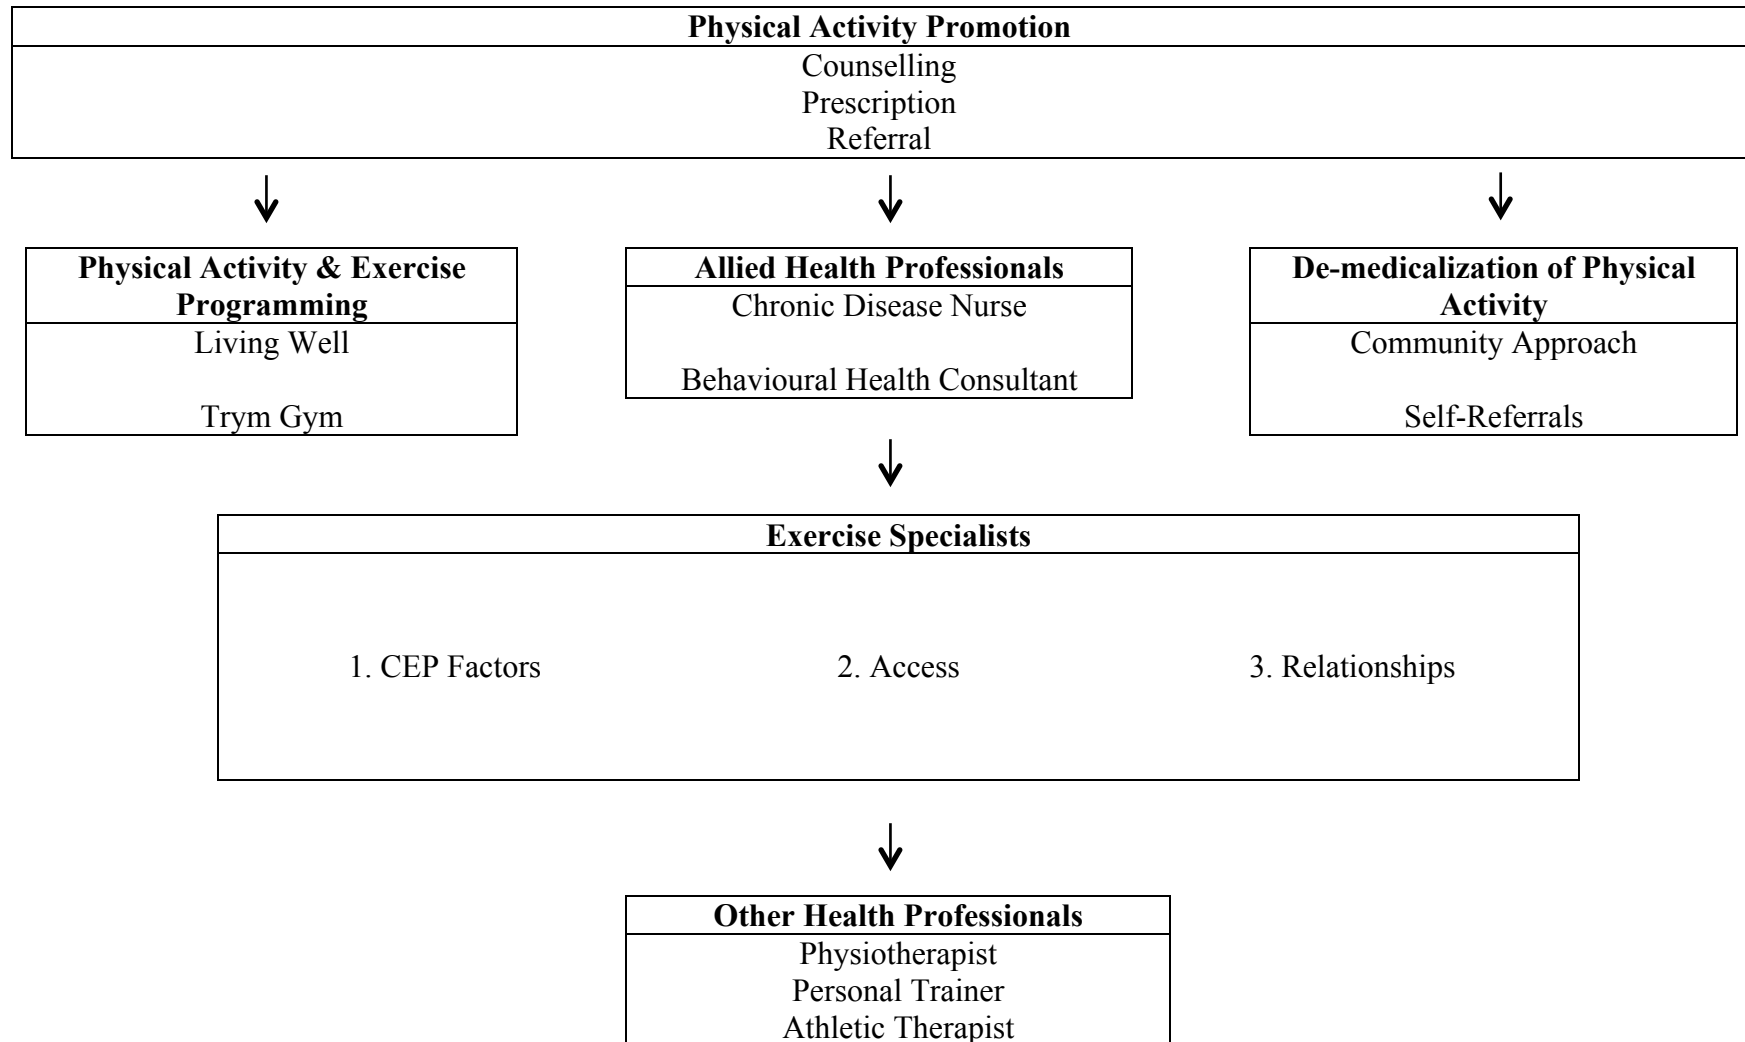 Physical Activity Promotion
Counselling
Prescription
Referral
Physical Activity & Exercise
Programming
Living Well
Trym Gym
Allied Health Professionals
Chronic Disease Nurse
Behavioural Health Consultant
De-medicalization of Physical
Activity
Community Approach
Self-Referrals
Exercise Specialists
1. CEP Factors
2. Access
3. Relationships
Other Health Professionals
Physiotherapist
Personal Trainer
Athletic Therapist